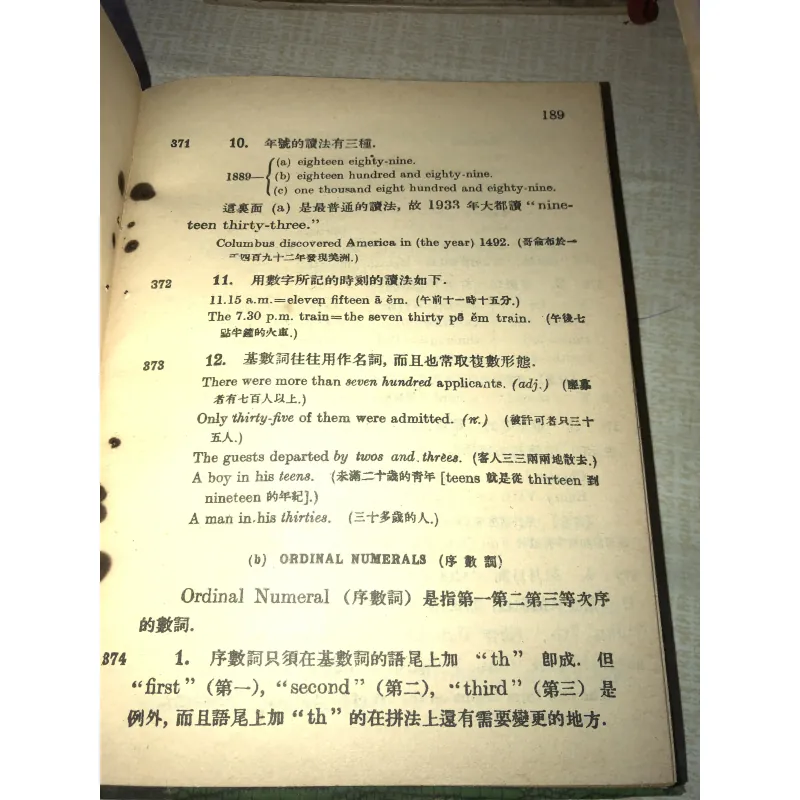 189
371 10. 年號的讀法有三種.
(a) eighteen eighty-nine.
1889— (b) eighteen hundred and eighty-nine.
(c) one thousand eight hundred and eighty-nine.
這裏面 (a) 是最普通的讀法, 故 1933 年大都讀 “nine-
teen thirty-three.”
Columbus discovered America in (the year) 1492. (哥侖布於一
千四百九十二年發現美洲.)
372 11. 用數字所記的時刻的讀法如下.
11.15 a.m.=eleven fifteen ā ĕm. (午前十一時十五分.)
The 7.30 p.m. train=the seven thirty pē ĕm train. (午後七
點半鐘的火車.)
373 12. 基數詞往往用作名詞, 而且也常取複數形態.
There were more than seven hundred applicants. (adj.) (應募
者有七百人以上.)
Only thirty-five of them were admitted. (n.) (被許可者只三十
五人.)
The guests departed by twos and threes. (客人三三兩兩地散去.)
A boy in his teens. (未滿二十歲的青年 [teens 就是從 thirteen 到
nineteen 的年紀].)
A man in his thirties. (三十多歲的人.)
(b) ORDINAL NUMERALS (序數詞)
Ordinal Numeral (序數詞) 是指第一第二第三等次序
的數詞.
374 1. 序數詞只須在基數詞的語尾上加 “th” 即成. 但
“first” (第一), “second” (第二), “third” (第三) 是
例外, 而且語尾上加 “th” 的在拼法上還有需要變更的地方.